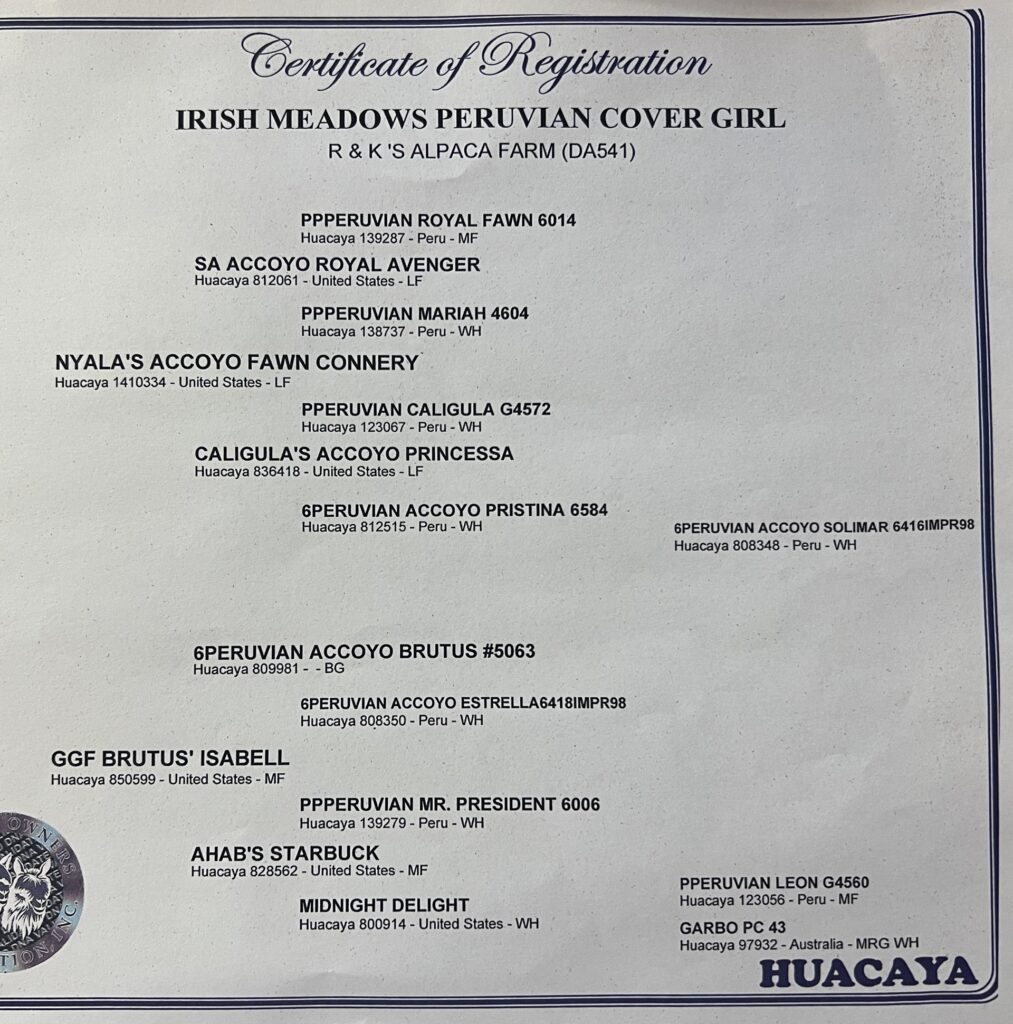 Certificate of Registration
IRISH MEADOWS PERUVIAN COVER GIRL
R & K 'S ALPACA FARM (DA541)
PPPERUVIAN ROYAL FAWN 6014
Huacaya 139287 - Peru - MF
SA ACCOYO ROYAL AVENGER
Huacaya 812061 - United States - LF
PPPERUVIAN MARIAH 4604
Huacaya 138737 - Peru - WH
NYALA'S ACCOYO FAWN CONNERY
Huacaya 1410334 - United States - LF
PPERUVIAN CALIGULA G4572
Huacaya 123067 - Peru - WH
CALIGULA'S ACCOYO PRINCESSA
Huacaya 836418 - United States - LF
6PERUVIAN ACCOYO PRISTINA 6584
Huacaya 812515 - Peru - WH
6PERUVIAN ACCOYO SOLIMAR 6416IMPR98
Huacaya 808348 - Peru - WH
6PERUVIAN ACCOYO BRUTUS #5063
Huacaya 809981 - - BG
6PERUVIAN ACCOYO ESTRELLA6418IMPR98
Huacaya 808350 - Peru - WH
GGF BRUTUS' ISABELL
Huacaya 850599 - United States - MF
PPPERUVIAN MR. PRESIDENT 6006
Huacaya 139279 - Peru - WH
AHAB'S STARBUCK
Huacaya 828562 - United States - MF
PPERUVIAN LEON G4560
Huacaya 123056 - Peru - MF
MIDNIGHT DELIGHT
Huacaya 800914 - United States - WH
GARBO PC 43
Huacaya 97932 - Australia - MRG WH
OWNERS
INC.
HUACAYA